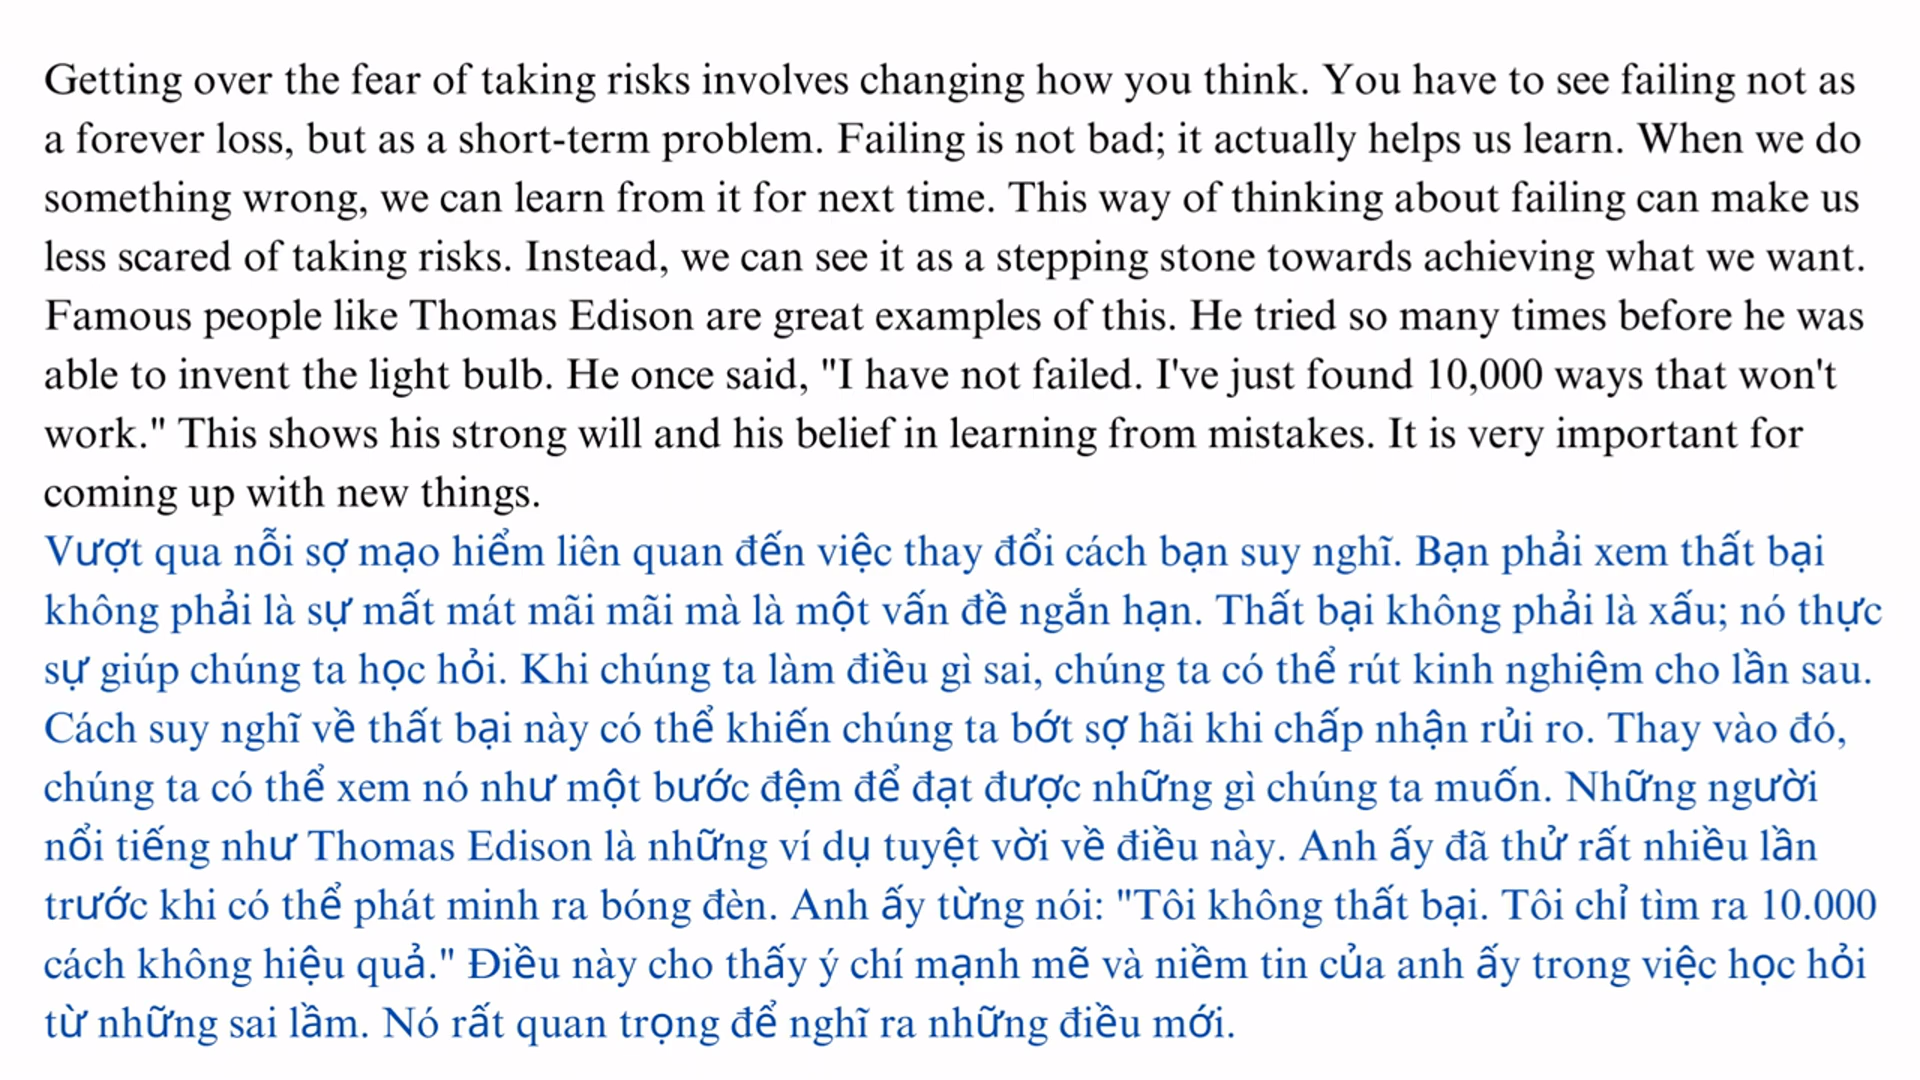 Getting over the fear of taking risks involves changing how you think. You have to see failing not as
a forever loss, but as a short-term problem. Failing is not bad; it actually helps us learn. When we do
something wrong, we can learn from it for next time. This way of thinking about failing can make us
less scared of taking risks. Instead, we can see it as a stepping stone towards achieving what we want.
Famous people like Thomas Edison are great examples of this. He tried so many times before he was
able to invent the light bulb. He once said, "I have not failed. I've just found 10,000 ways that won't
work." This shows his strong will and his belief in learning from mistakes. It is very important for
coming up with new things.
Vượt qua nỗi sợ mạo hiểm liên quan đến việc thay đổi cách bạn suy nghĩ. Bạn phải xem thất bại
không phải là sự mất mát mãi mãi mà là một vấn đề ngắn hạn. Thất bại không phải là xấu; nó thực
sự giúp chúng ta học hỏi. Khi chúng ta làm điều gì sai, chúng ta có thể rút kinh nghiệm cho lần sau.
Cách suy nghĩ về thất bại này có thể khiến chúng ta bớt sợ hãi khi chấp nhận rủi ro. Thay vào đó,
chúng ta có thể xem nó như một bước đệm để đạt được những gì chúng ta muốn. Những người
nổi tiếng như Thomas Edison là những ví dụ tuyệt vời về điều này. Anh ấy đã thử rất nhiều lần
trước khi có thể phát minh ra bóng đèn. Anh ấy từng nói: "Tôi không thất bại. Tôi chỉ tìm ra 10.000
cách không hiệu quả." Điều này cho thấy ý chí mạnh mẽ và niềm tin của anh ấy trong việc học hỏi
từ những sai lầm. Nó rất quan trọng để nghĩ ra những điều mới.